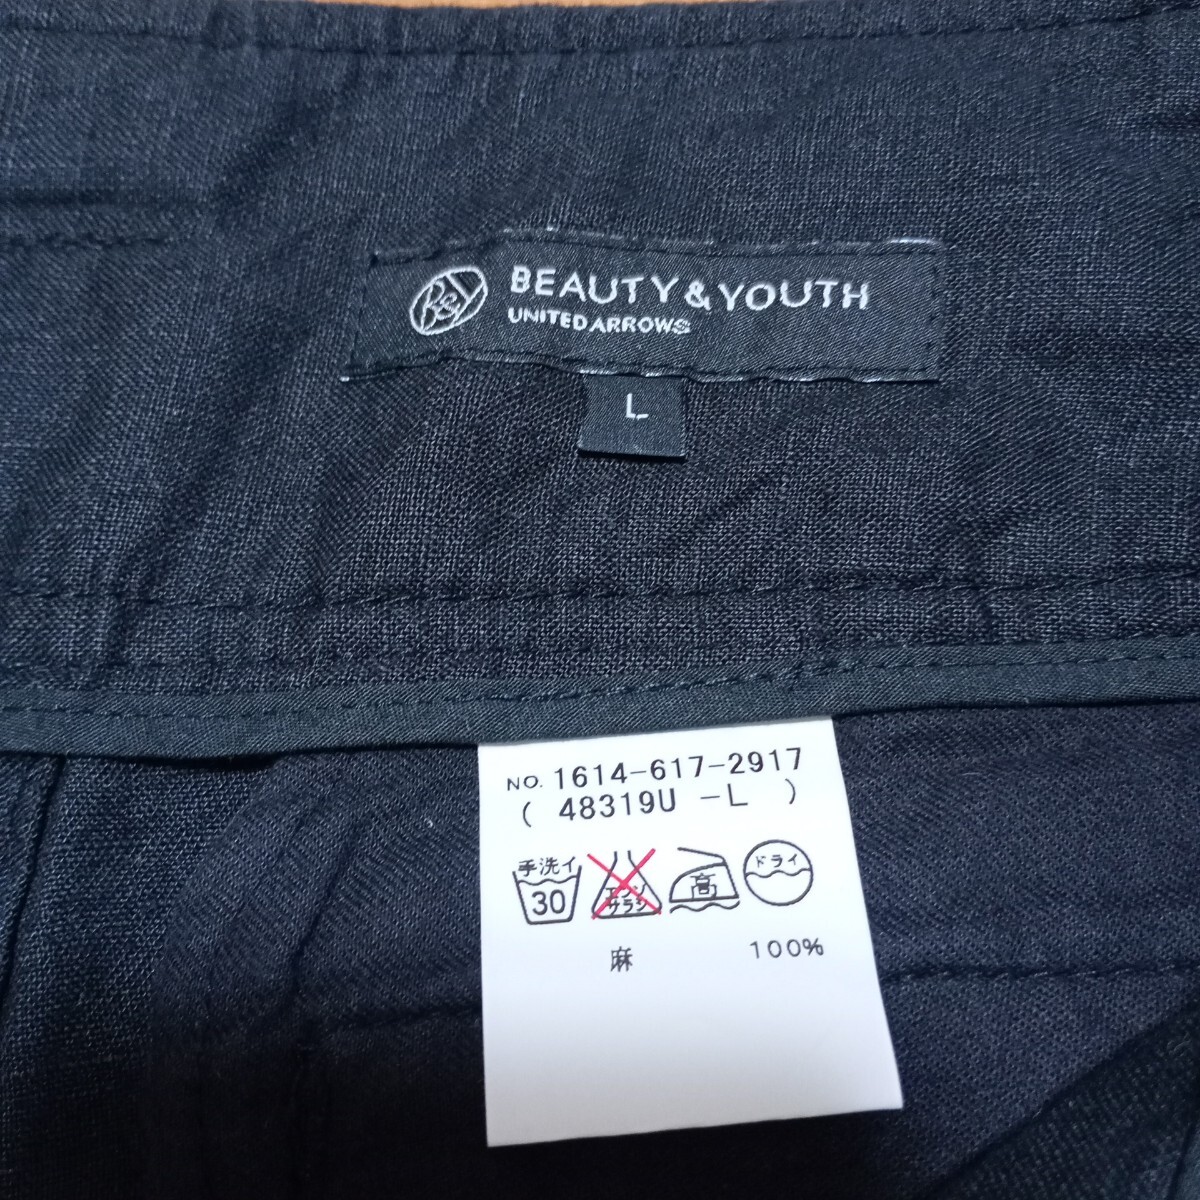 B&Y
BEAUTY & YOUTH
UNITED ARROWS
L
NO. 1614-617-2917
( 48319U -L )
手洗イ
30
エンソ
サラシ
高
ドライ
麻 100%